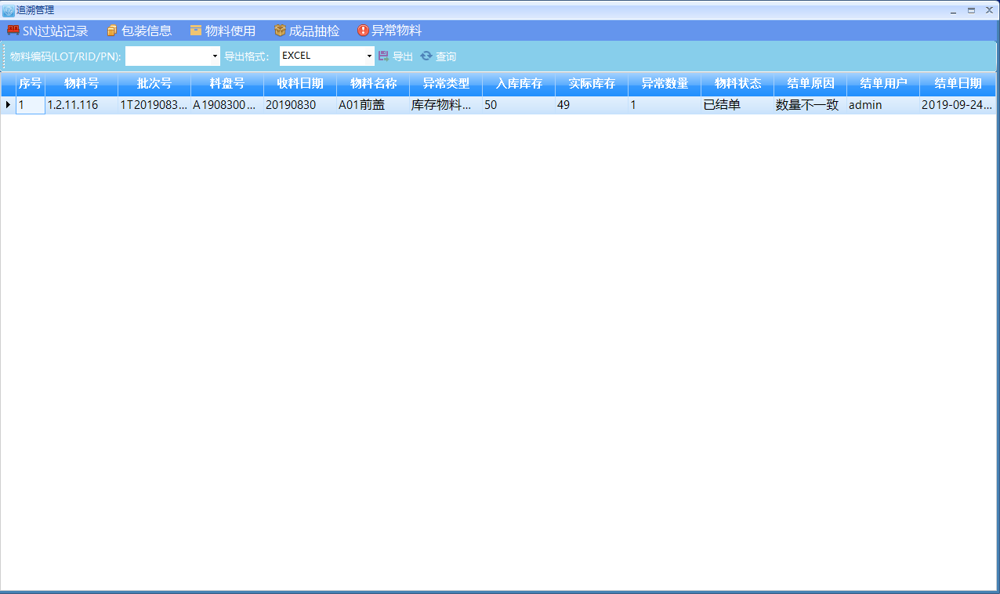 追溯管理
SN过站记录 包装信息 物料使用 成品抽检 异常物料
物料编码(LOT/RID/PN): 导出格式: EXCEL 导出 查询
序号 物料号 批次号 料盘号 收料日期 物料名称 异常类型 入库库存 实际库存 异常数量 物料状态 结单原因 结单用户 结单日期
1 1.2.11.116 1T2019083... A1908300... 20190830 A01前盖 库存物料... 50 49 1 已结单 数量不一致 admin 2019-09-24...